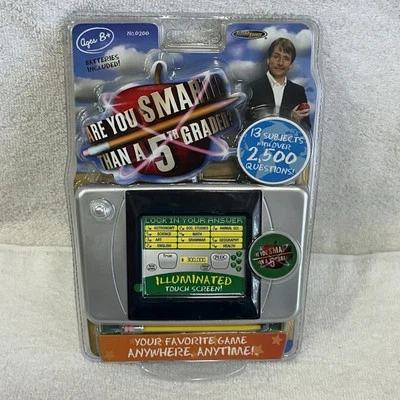 Ages 8+
No.0200
BATTERIES
INCLUDED!
ARE YOU SMARTER
THAN A 5TH GRADER?
13 SUBJECTS
WITH OVER
2,500
QUESTIONS!
LOCK IN YOUR ANSWER
ASTRONOMY
SOC. STUDIES
ANIMAL SCI.
SCIENCE
MATH
ART
GRAMMAR
GEOGRAPHY
ENGLISH
HEALTH
True
$ 300,000
ILLUMINATED
TOUCH SCREEN!
YOUR FAVORITE GAME
ANYWHERE, ANYTIME!